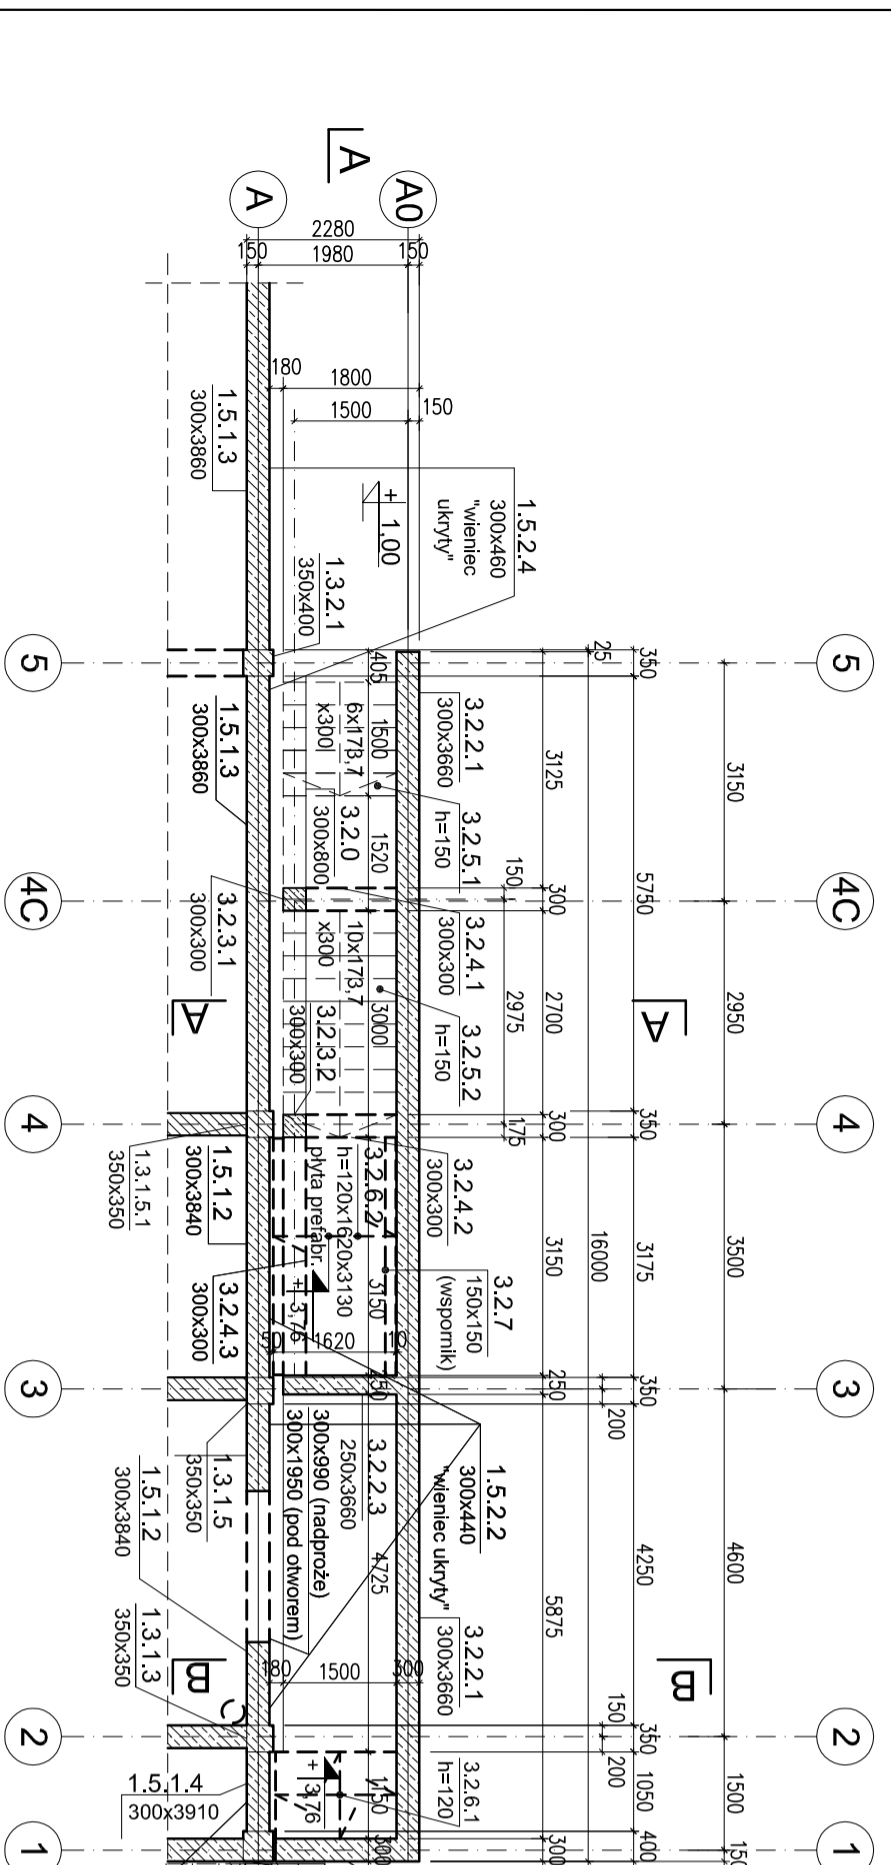 A
A
A0
2280
150
1980
150
180
1800
1500
150
1.5.1.3
300x3860
+ 1,00
1.5.2.4
300x460
"wieniec
ukryty"
1.3.2.1
350x400
5
5
405
25
350
1.5.1.3
300x3860
6x173,7
x300
1500
3.2.2.1
300x3660
3125
3150
3.2.0
300x800
1520
3.2.5.1
h=150
150
300
5750
4C
4C
3.2.3.1
300x300
10x173,7
x300
3000
3.2.4.1
300x300
2975
2700
2950
A
A
3.2.3.2
300x300
3.2.5.2
h=150
4
4
300
350
175
1.3.1.5.1
350x350
1.5.1.2
300x3840
3.2.6.2
h=120x1620x3130
płyta prefabr.
+ 3,76
3150
3.2.4.2
300x300
3.2.7
150x150
(wspornik)
3150
16000
3175
3500
3.2.4.3
300x300
50
1620
10
3
3
250
250
350
200
1.3.1.5
350x350
300x990 (nadproże)
300x1950 (pod otworem)
3.2.2.3
250x3660
4725
1.5.2.2
300x440
"wieniec ukryty"
5875
4250
4600
1.5.1.2
300x3840
1.3.1.3
350x350
B
B
180
1500
300
3.2.2.1
300x3660
150
2
2
350
200
1.5.1.4
300x3910
+ 3,76
1150
3.2.6.1
h=120
1050
1500
1
1
300
300
400
150